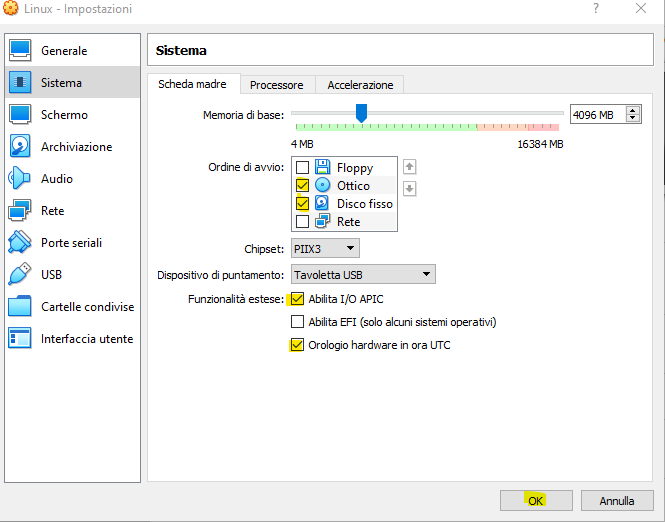 Linux - Impostazioni
?
Generale
Sistema
Schermo
Archiviazione
Audio
Rete
Porte seriali
USB
Cartelle condivise
Interfaccia utente
Sistema
Scheda madre Processore Accelerazione
Memoria di base: 4096 MB
4 MB 16384 MB
Ordine di avvio: Floppy
Ottico
Disco fisso
Rete
Chipset: PIIX3
Dispositivo di puntamento: Tavoletta USB
Funzionalità estese: Abilita I/O APIC
Abilita EFI (solo alcuni sistemi operativi)
Orologio hardware in ora UTC
OK Annulla